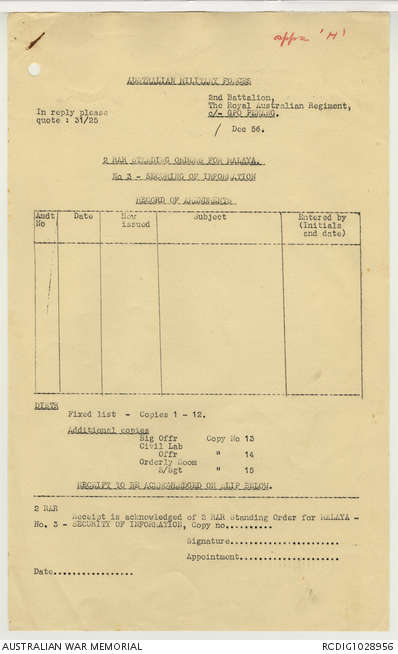 appx 'H'
AUSTRALIAN MILITARY FORCES
2nd Battalion,
The Royal Australian Regiment,
In reply please
quote : 31/25
c/- GPO PENANG.
/ Dec 56.
2 RAR STANDING ORDERS FOR MALAYA.
No 3 - SECURING OF INFORMATION
RECORD OF AMENDMENTS
Amdt No
Date
How issued
Subject
Entered by (Initials and date)
DISTR
Fixed list - Copies 1 - 12.
Additional copies
Sig Offr Copy No 13
Civil Lab
Offr " 14
Orderly Room
S/Sgt " 15
RECEIPT TO BE ACKNOWLEDGED ON SLIP BELOW.
2 RAR
Receipt is acknowledged of 2 RAR Standing Order for MALAYA -
No. 3 - SECURITY OF INFORMATION, Copy no..........
Signature......................
Appointment....................
Date.................
AUSTRALIAN WAR MEMORIAL
RCDIG1028956